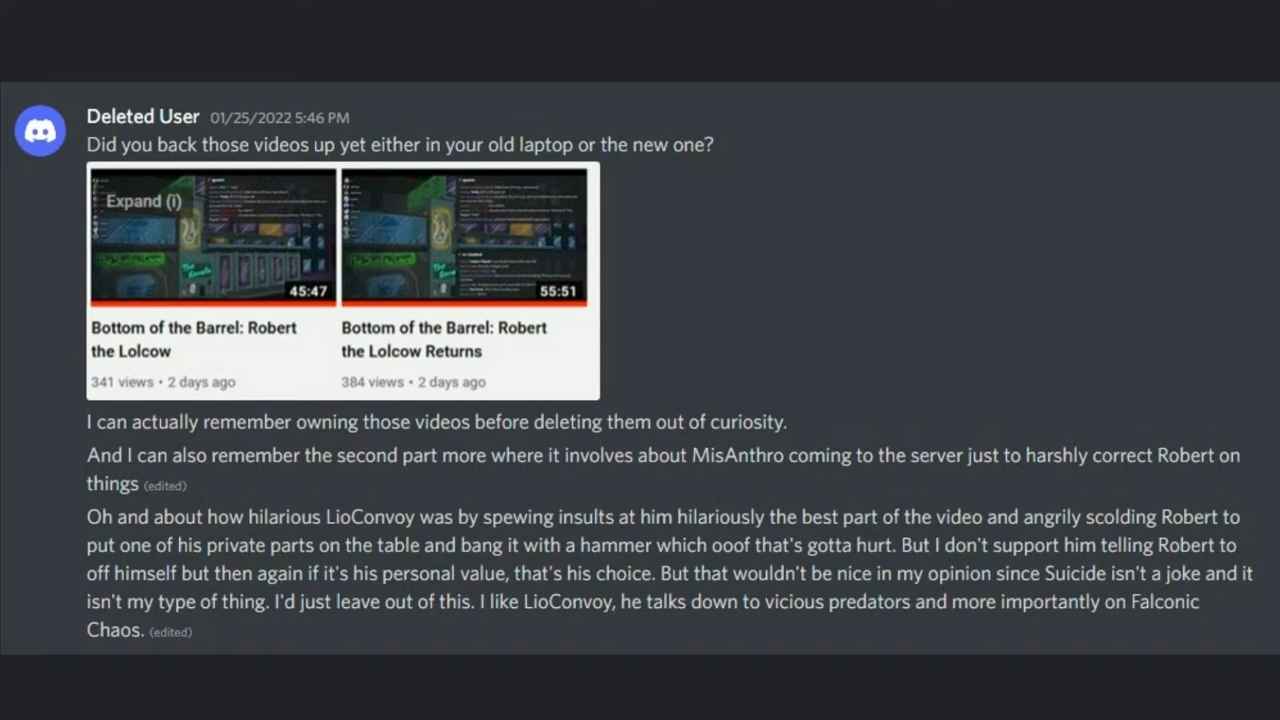 Deleted User 01/25/2022 5:46 PM
Did you back those videos up yet either in your old laptop or the new one?
Expand (i)
45:47
55:51
Bottom of the Barrel: Robert
the Lolcow
341 views • 2 days ago
Bottom of the Barrel: Robert
the Lolcow Returns
384 views • 2 days ago
I can actually remember owning those videos before deleting them out of curiosity.
And I can also remember the second part more where it involves about MisAnthro coming to the server just to harshly correct Robert on
things (edited)
Oh and about how hilarious LioConvoy was by spewing insults at him hilariously the best part of the video and angrily scolding Robert to
put one of his private parts on the table and bang it with a hammer which ooof that's gotta hurt. But I don't support him telling Robert to
off himself but then again if it's his personal value, that's his choice. But that wouldn't be nice in my opinion since Suicide isn't a joke and it
isn't my type of thing. I'd just leave out of this. I like LioConvoy, he talks down to vicious predators and more importantly on Falconic
Chaos. (edited)